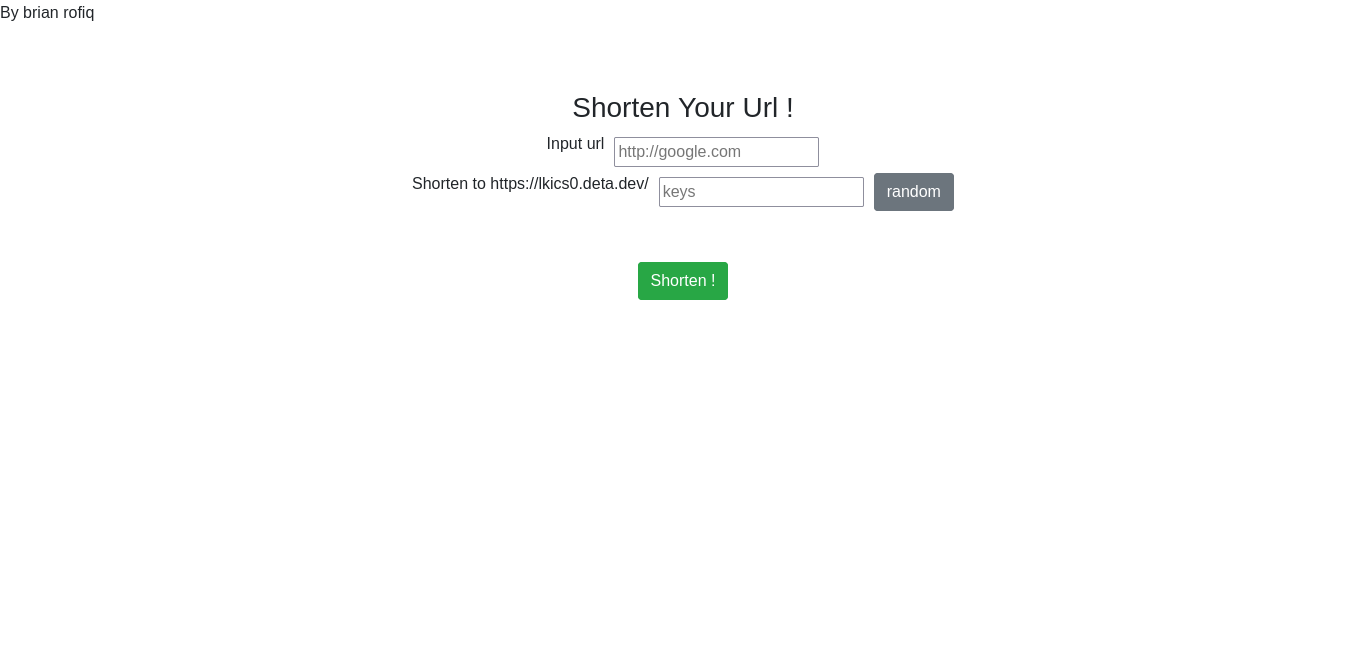 By brian rofiq
Shorten Your Url !
Input url http://google.com
Shorten to https://lkics0.deta.dev/ keys random
Shorten !